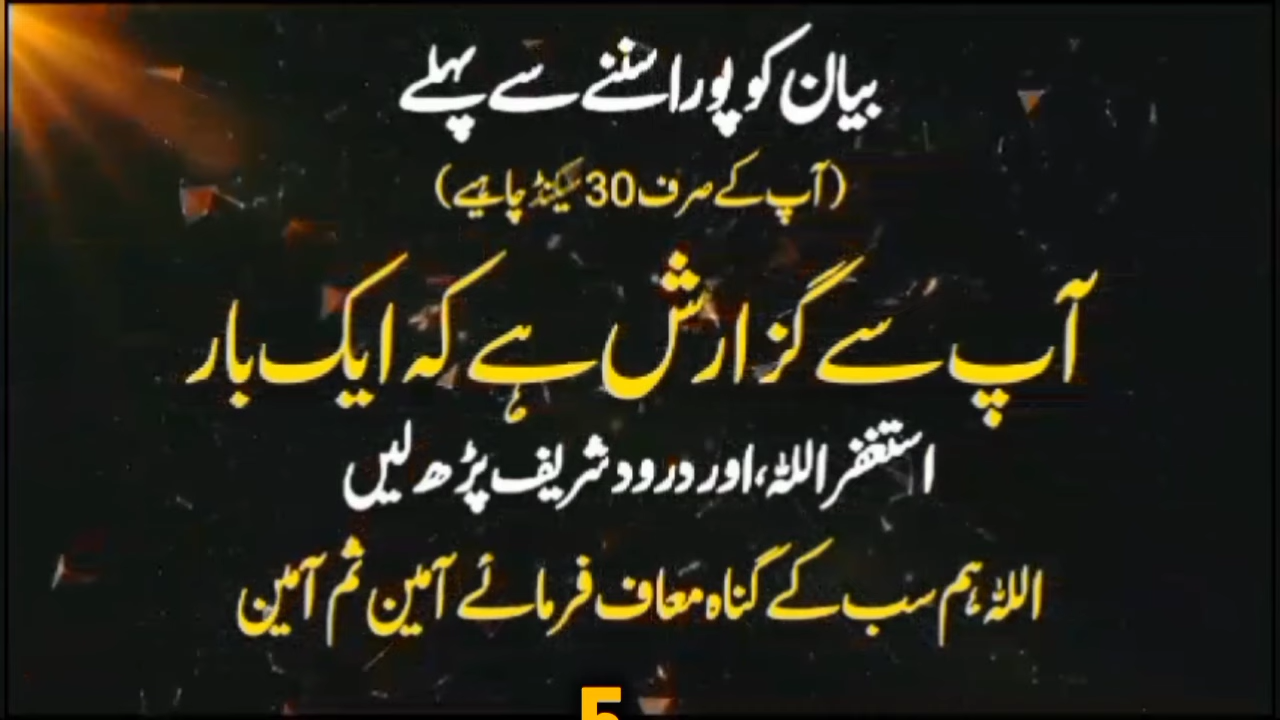 بیان کو پورا سننے سے پہلے
(آپ کے صرف 30 سیکنڈ چاہیے)
آپ سے گزارش ہے کہ ایک بار
استغفر اللہ، اور درود شریف پڑھ لیں
اللہ ہم سب کے گناہ معاف فرمائے آمین ثم آمین
5